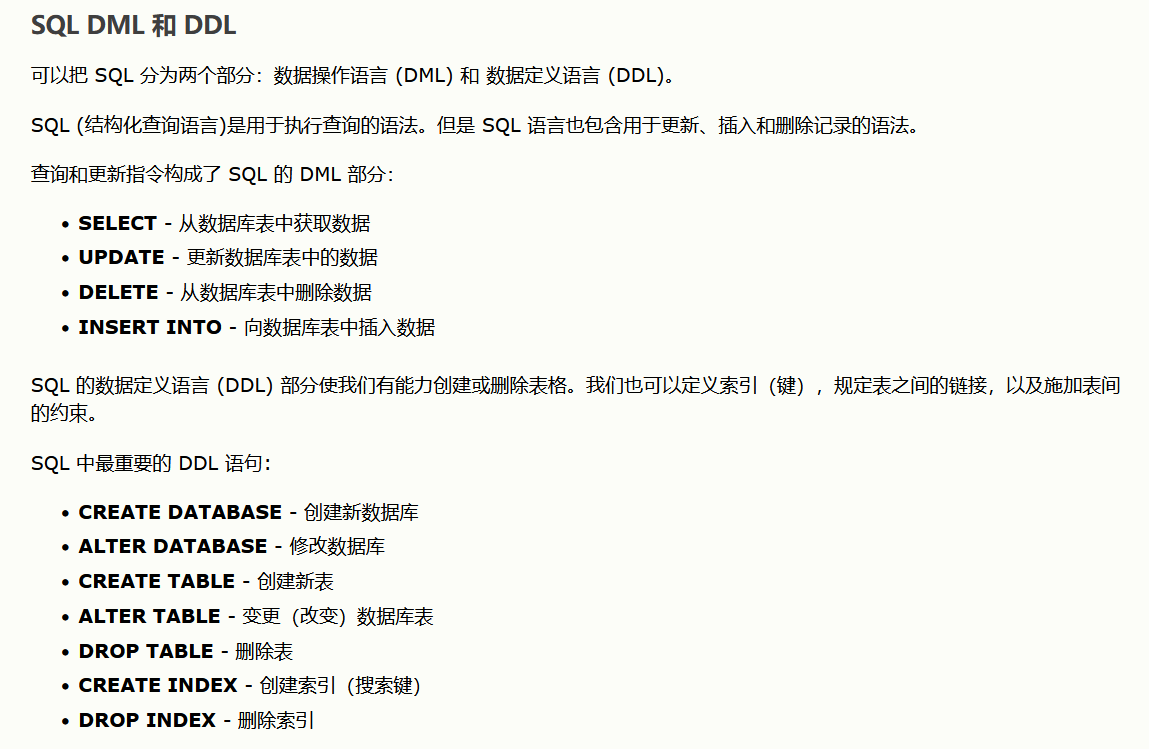 SQL DML 和 DDL
可以把 SQL 分为两个部分：数据操作语言 (DML) 和 数据定义语言 (DDL)。
SQL (结构化查询语言)是用于执行查询的语法。但是 SQL 语言也包含用于更新、插入和删除记录的语法。
查询和更新指令构成了 SQL 的 DML 部分：
• SELECT - 从数据库表中获取数据
• UPDATE - 更新数据库表中的数据
• DELETE - 从数据库表中删除数据
• INSERT INTO - 向数据库表中插入数据
SQL 的数据定义语言 (DDL) 部分使我们有能力创建或删除表格。我们也可以定义索引（键），规定表之间的链接，以及施加表间
的约束。
SQL 中最重要的 DDL 语句：
• CREATE DATABASE - 创建新数据库
• ALTER DATABASE - 修改数据库
• CREATE TABLE - 创建新表
• ALTER TABLE - 变更（改变）数据库表
• DROP TABLE - 删除表
• CREATE INDEX - 创建索引（搜索键）
• DROP INDEX - 删除索引